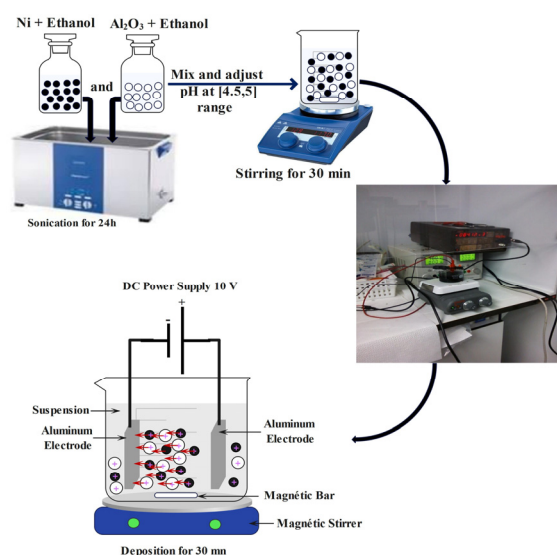 Ni + Ethanol
Al₂O₃ + Ethanol
and
Mix and adjust
pH at [4.5,5]
range
Stirring for 30 min
Sonication for 24h
DC Power Supply 10 V
- +
Suspension
Aluminum
Electrode
Aluminum
Electrode
Magnétic Bar
Magnétic Stirrer
Deposition for 30 mn